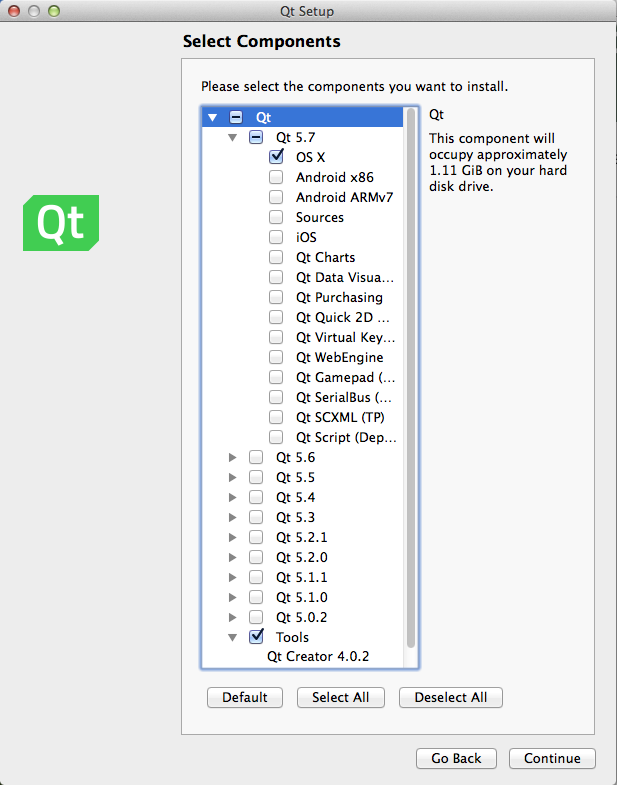 Qt Setup
Select Components
Please select the components you want to install.
Qt
Qt 5.7
OS X
Android x86
Android ARMv7
Sources
iOS
Qt Charts
Qt Data Visua...
Qt Purchasing
Qt Quick 2D ...
Qt Virtual Key...
Qt WebEngine
Qt Gamepad (...
Qt SerialBus (...
Qt SCXML (TP)
Qt Script (Dep...
Qt 5.6
Qt 5.5
Qt 5.4
Qt 5.3
Qt 5.2.1
Qt 5.2.0
Qt 5.1.1
Qt 5.1.0
Qt 5.0.2
Tools
Qt Creator 4.0.2
Qt
This component will
occupy approximately
1.11 GiB on your hard
disk drive.
Qt
Default
Select All
Deselect All
Go Back
Continue